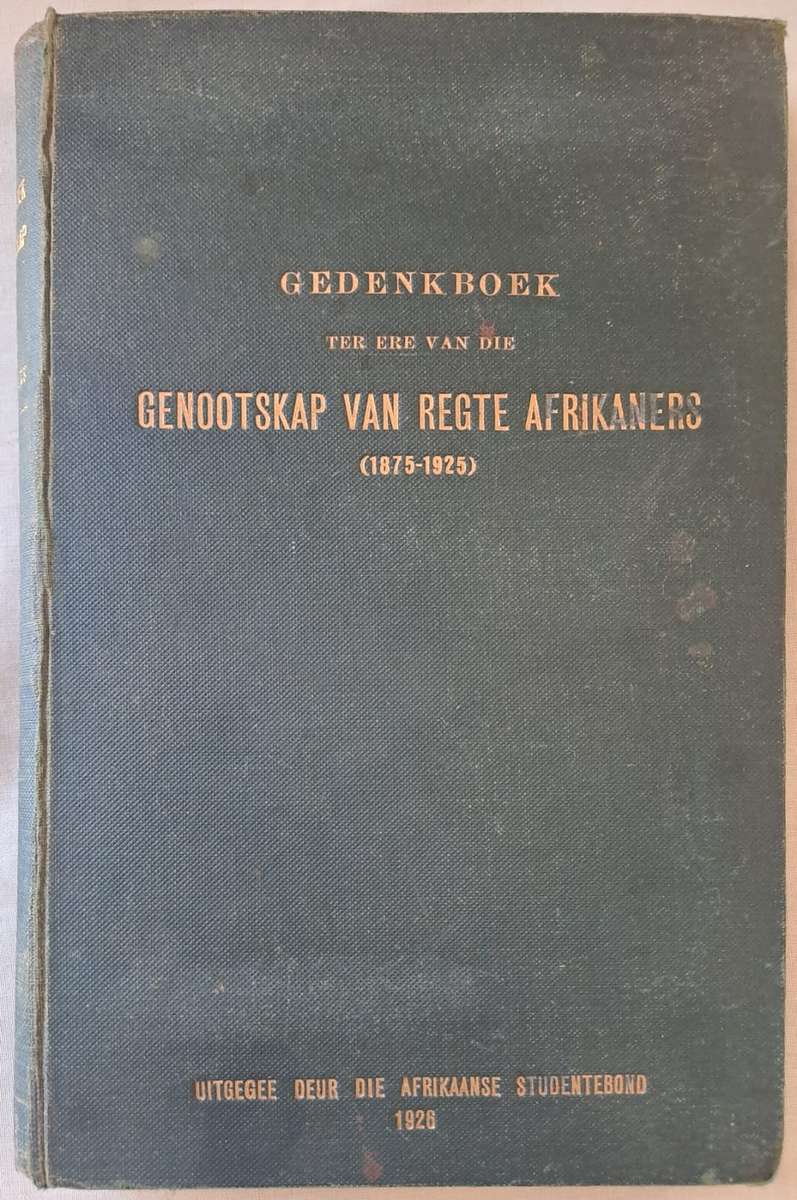 GEDENKBOEK
TER ERE VAN DIE
GENOOTSKAP VAN REGTE AFRIKANERS
(1875-1925)
UITGEGEE DEUR DIE AFRIKAANSE STUDENTEBOND
1926